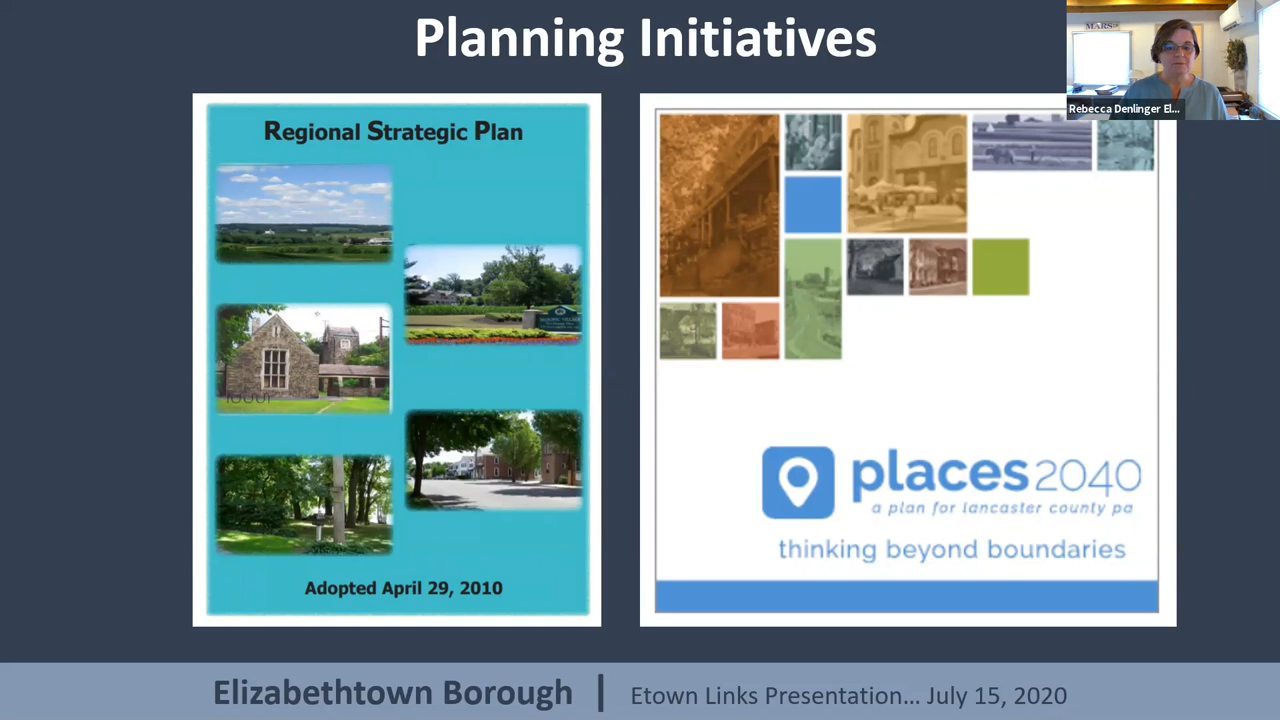 Planning Initiatives
MARS
Rebecca Denlinger El...
Regional Strategic Plan
Adopted April 29, 2010
places2040
a plan for lancaster county pa
thinking beyond boundaries
Elizabethtown Borough | Etown Links Presentation... July 15, 2020